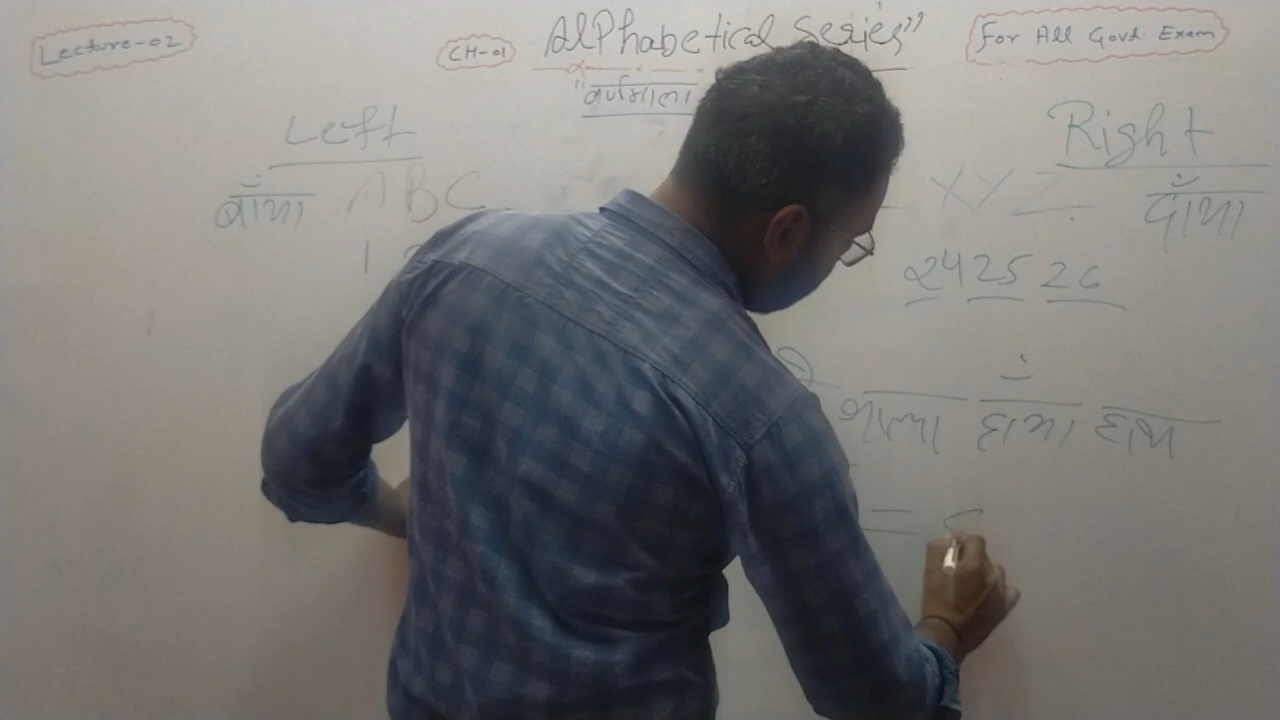 Lecture-02
CH-01
Alphabetical Series"
For All Govt. Exam
"वर्णमाला
Left
Right
बाँया
ABC
XYZ
दाँया
1
24 25 26
वाला
हाथ
=